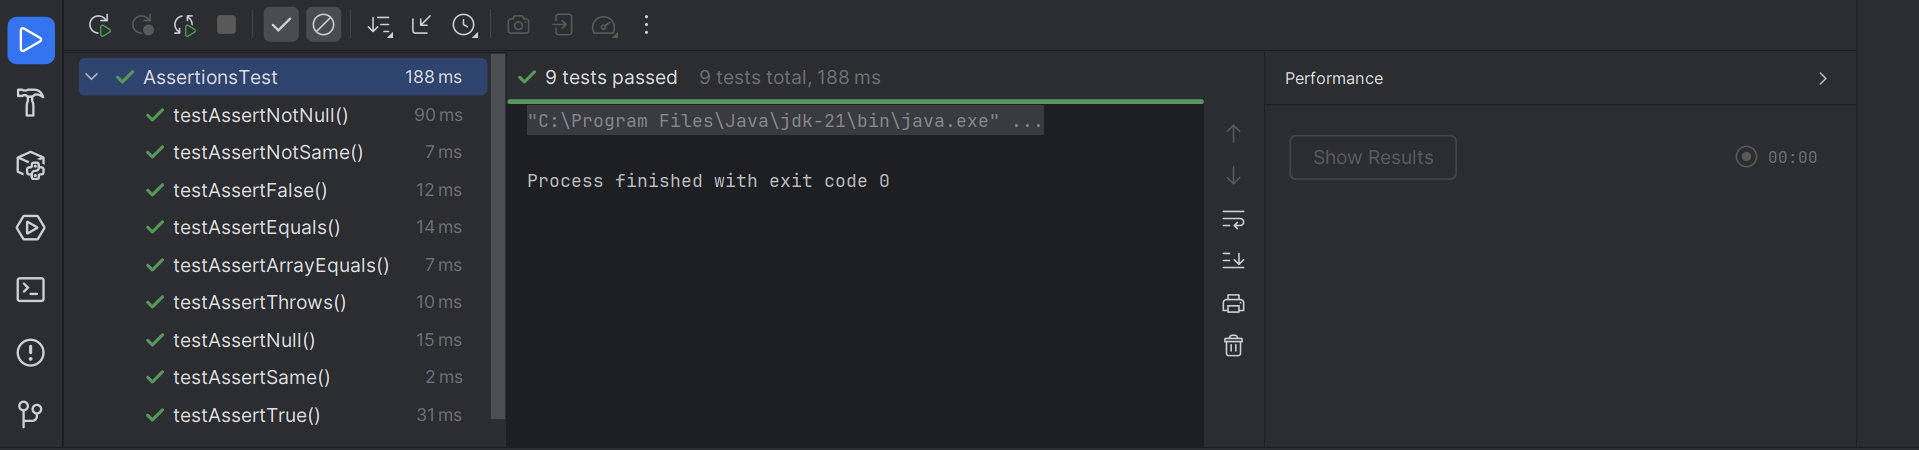 AssertionsTest 188 ms
testAssertNotNull() 90 ms
testAssertNotSame() 7 ms
testAssertFalse() 12 ms
testAssertEquals() 14 ms
testAssertArrayEquals() 7 ms
testAssertThrows() 10 ms
testAssertNull() 15 ms
testAssertSame() 2 ms
testAssertTrue() 31 ms
9 tests passed 9 tests total, 188 ms
"C:\Program Files\Java\jdk-21\bin\java.exe" ...
Process finished with exit code 0
Performance
Show Results 00:00